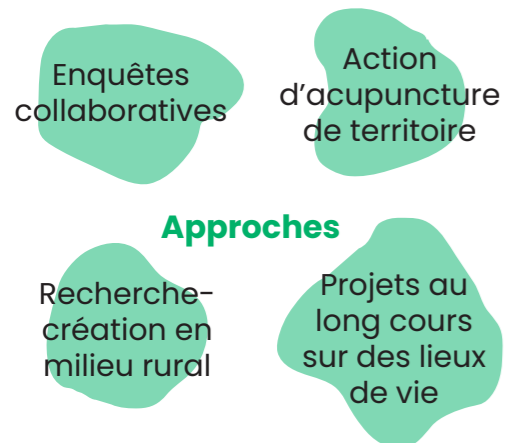 Enquêtes
collaboratives
Action
d’acupuncture
de territoire
Approches
Recherche-
création en
milieu rural
Projets au
long cours
sur des lieux
de vie